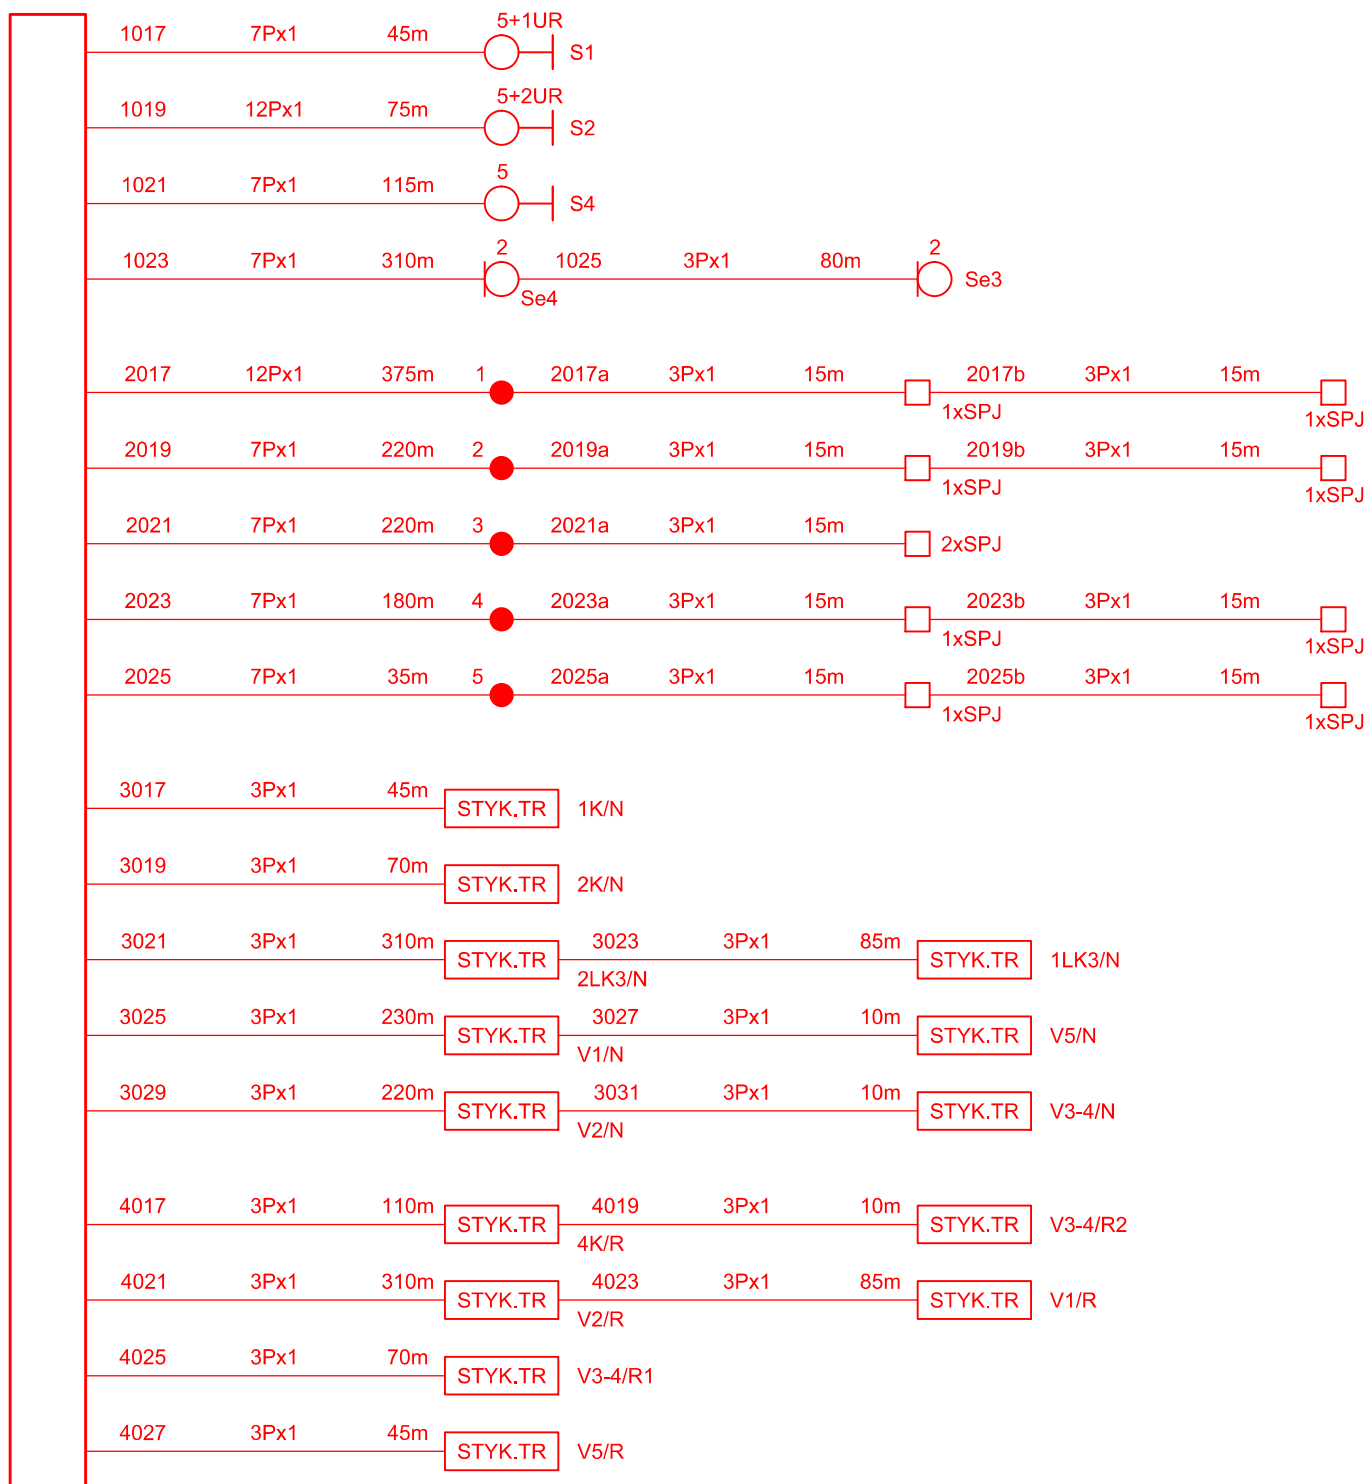 1017 7Px1 45m 5+1UR S1
1019 12Px1 75m 5+2UR S2
1021 7Px1 115m 5 S4
1023 7Px1 310m 2 Se4 1025 3Px1 80m 2 Se3
2017 12Px1 375m 1 2017a 3Px1 15m 1xSPJ 2017b 3Px1 15m 1xSPJ
2019 7Px1 220m 2 2019a 3Px1 15m 1xSPJ 2019b 3Px1 15m 1xSPJ
2021 7Px1 220m 3 2021a 3Px1 15m 2xSPJ
2023 7Px1 180m 4 2023a 3Px1 15m 1xSPJ 2023b 3Px1 15m 1xSPJ
2025 7Px1 35m 5 2025a 3Px1 15m 1xSPJ 2025b 3Px1 15m 1xSPJ
3017 3Px1 45m STYK.TR 1K/N
3019 3Px1 70m STYK.TR 2K/N
3021 3Px1 310m STYK.TR 2LK3/N 3023 3Px1 85m STYK.TR 1LK3/N
3025 3Px1 230m STYK.TR V1/N 3027 3Px1 10m STYK.TR V5/N
3029 3Px1 220m STYK.TR V2/N 3031 3Px1 10m STYK.TR V3-4/N
4017 3Px1 110m STYK.TR 4K/R 4019 3Px1 10m STYK.TR V3-4/R2
4021 3Px1 310m STYK.TR V2/R 4023 3Px1 85m STYK.TR V1/R
4025 3Px1 70m STYK.TR V3-4/R1
4027 3Px1 45m STYK.TR V5/R